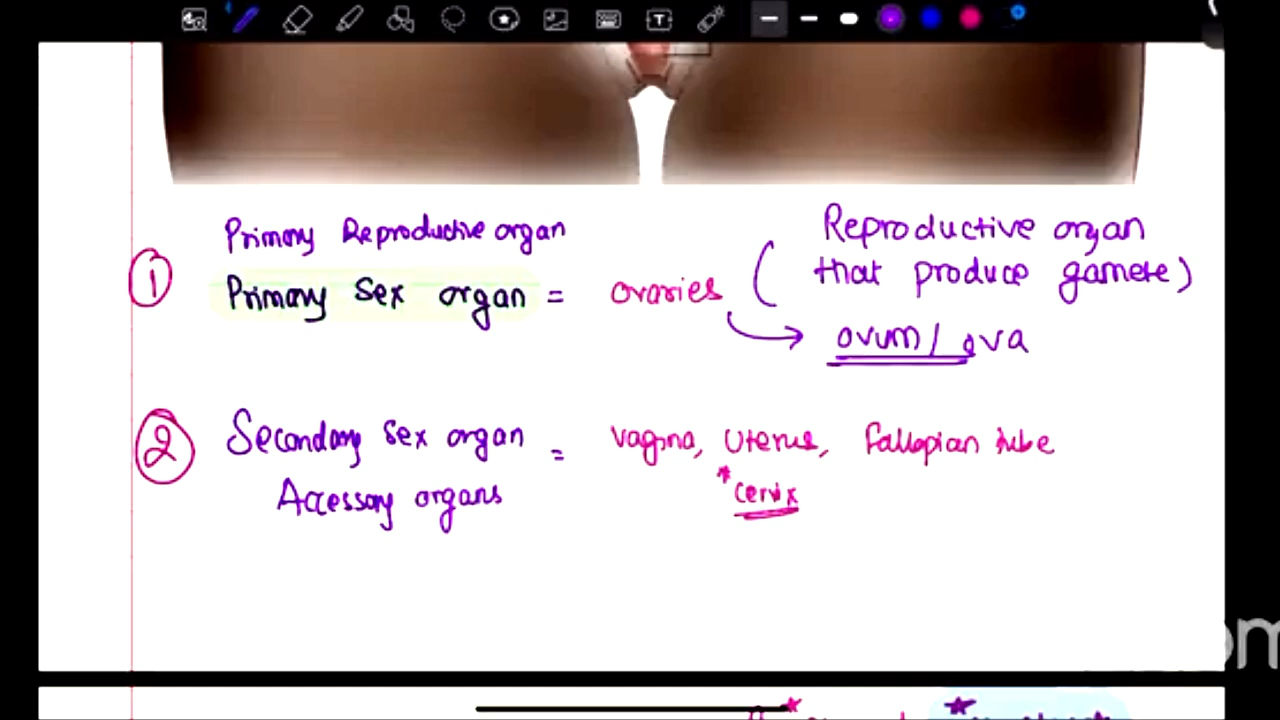 Primary Reproductive organ
Reproductive organ
① Primary Sex organ = ovaries ( that produce gamete)
ovum/ ova
② Secondary Sex organ = vagina, Uterus, Fallopian tube
Accessory organs
*cervix
om